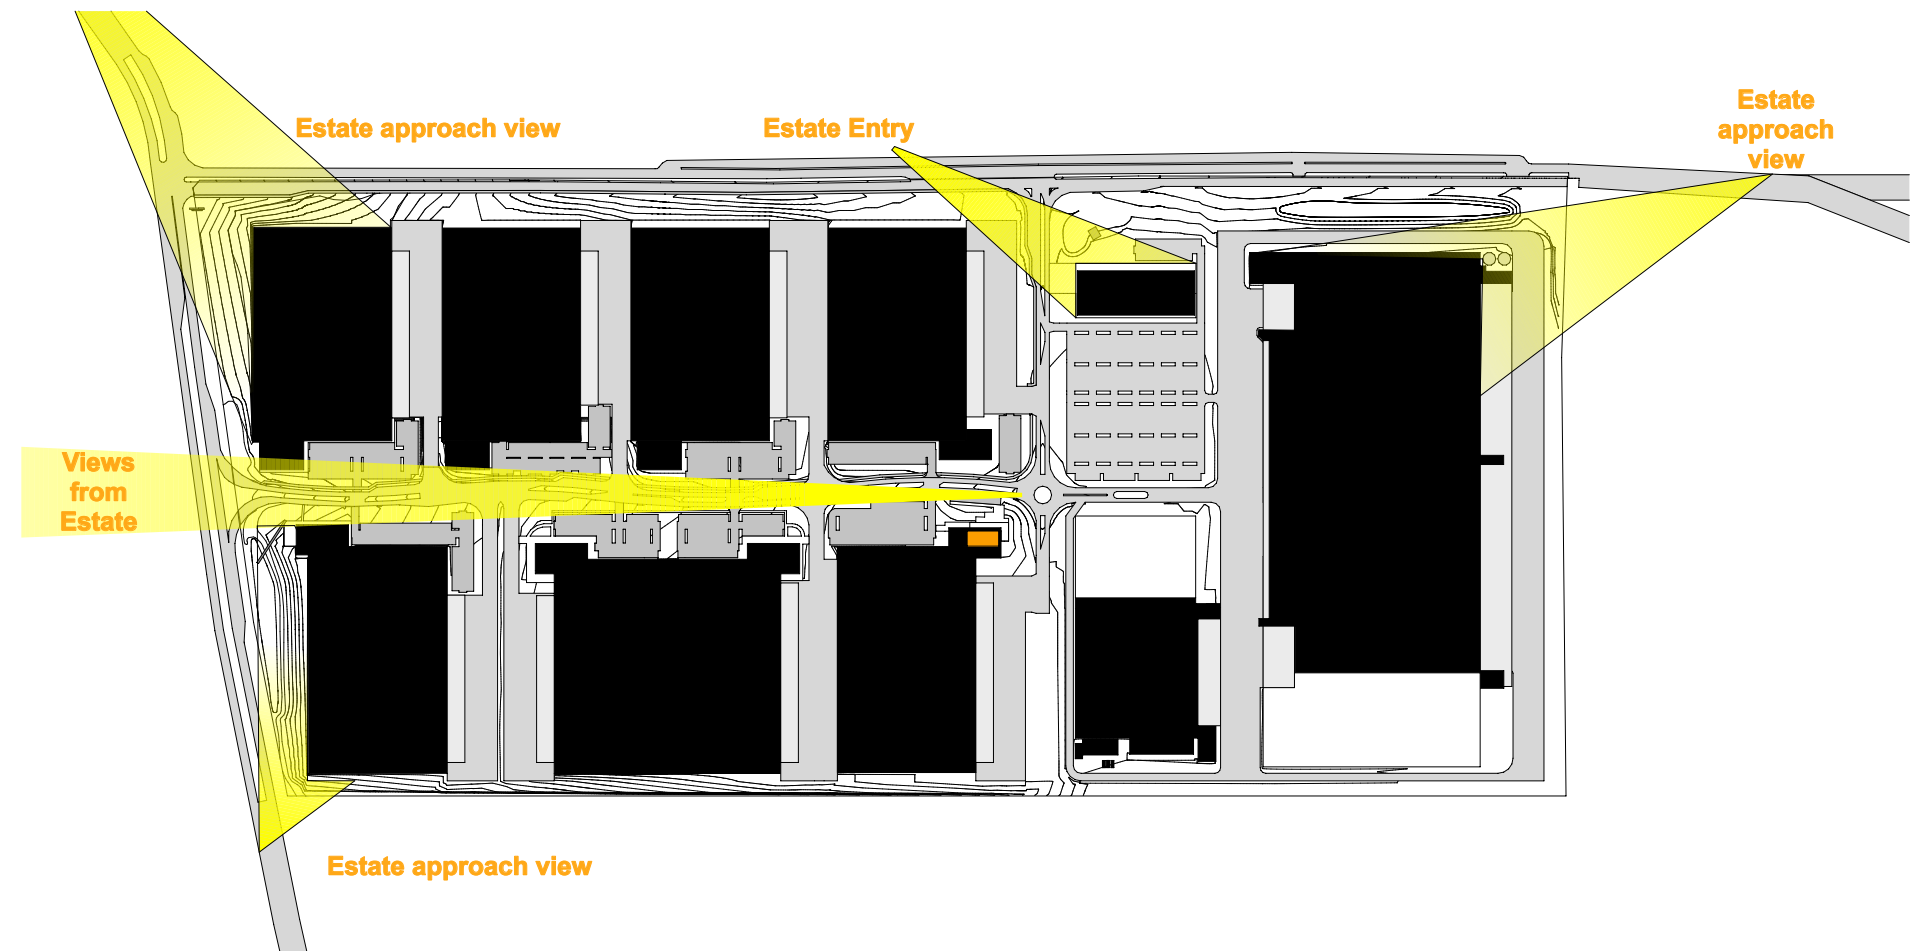 Estate approach view
Estate Entry
Estate
approach
view
Views
from
Estate
Estate approach view